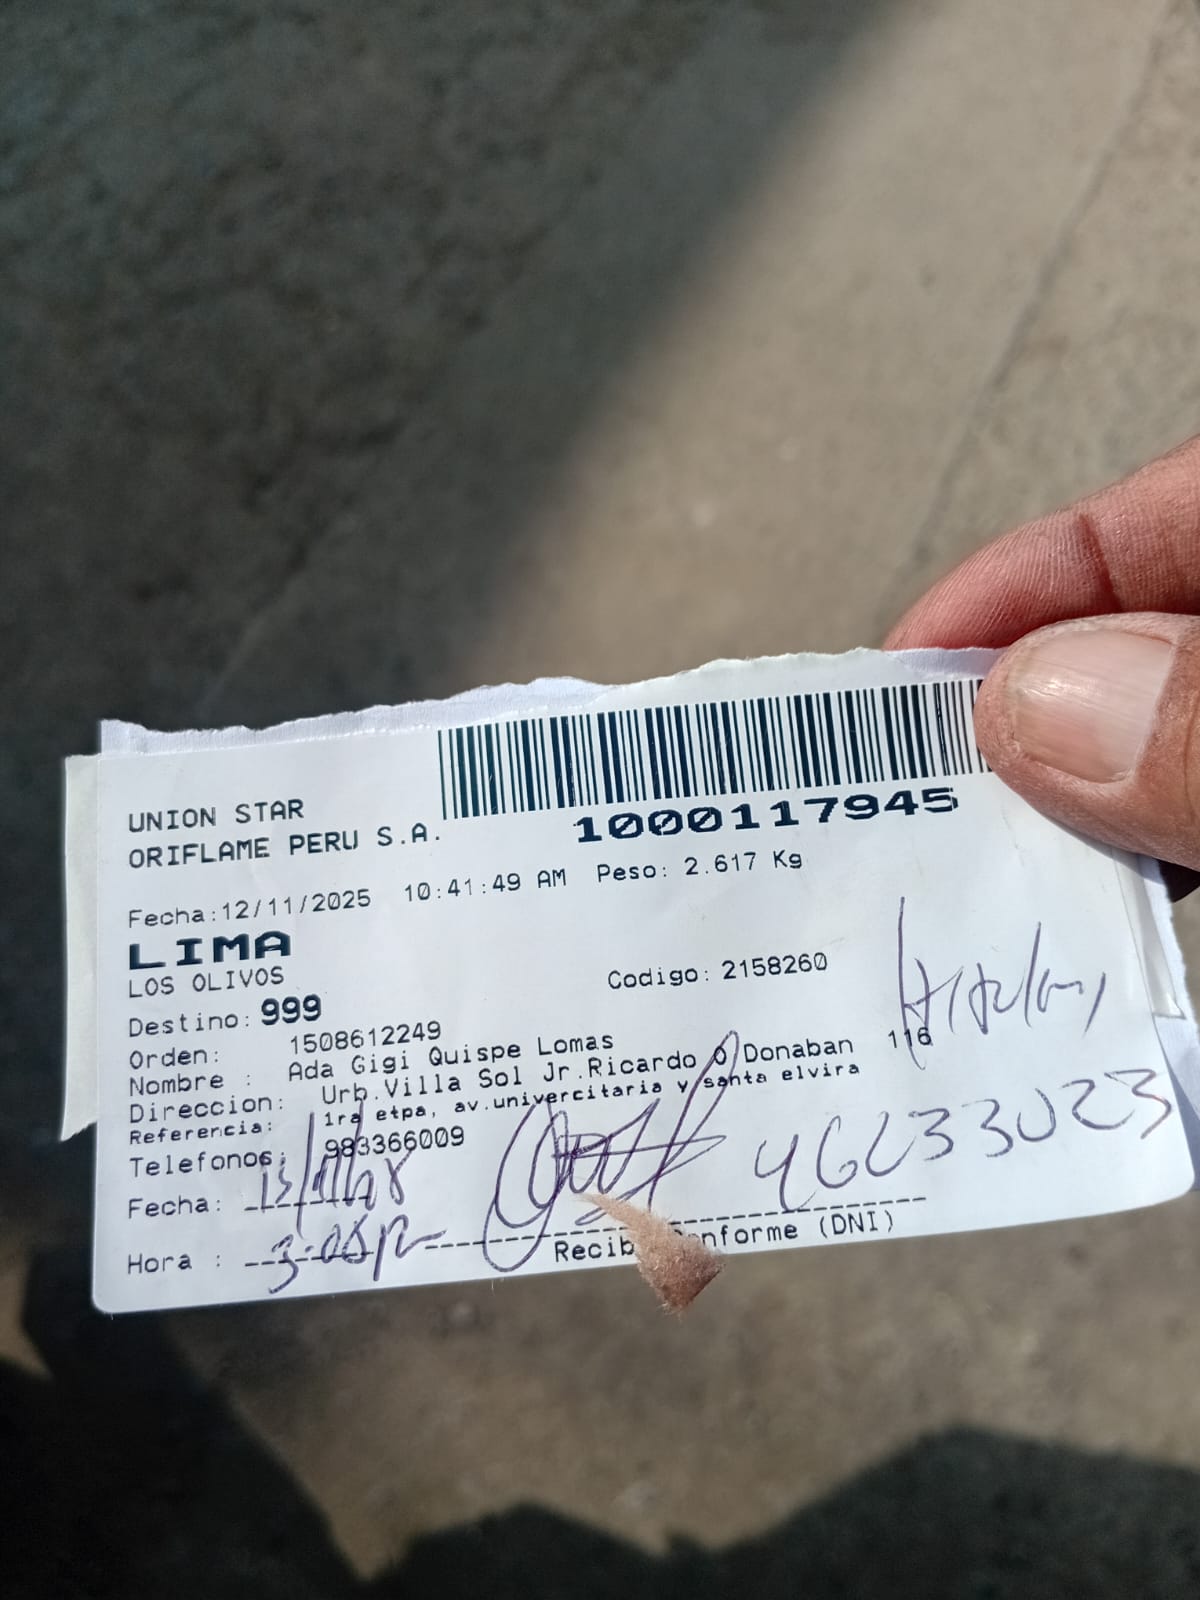 UNION STAR
ORIFLAME PERU S.A.
1000117945
Fecha:12/11/2025 10:41:49 AM Peso: 2.617 Kg
LIMA
LOS OLIVOS
Codigo: 2158260
Destino: 999
Orden: 1508612249
Nombre : Ada Gigi Quispe Lomas
Direccion: Urb.Villa Sol Jr.Ricardo O Donaban 116
Referencia: 1ra etpa, av.univercitaria y santa elvira
Telefonos: 983366009
Titular
Fecha:
Hora :
Conforme (DNI)